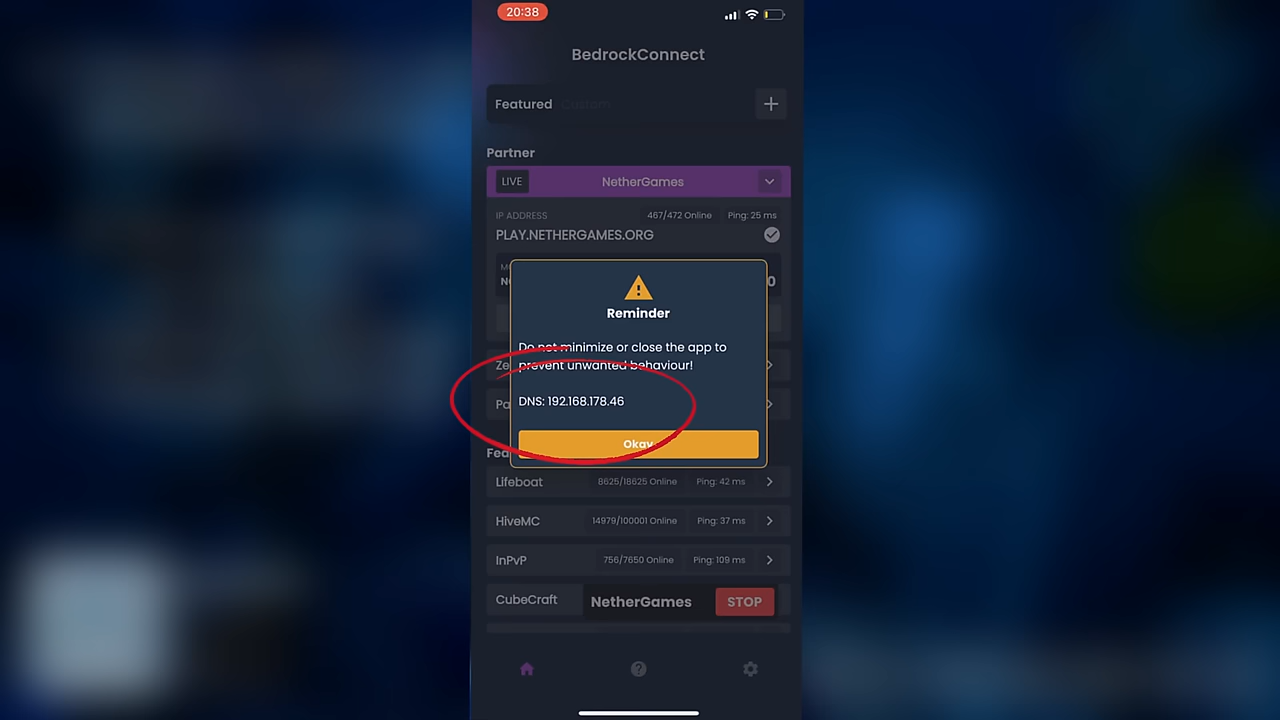 20:38
BedrockConnect
Featured Custom
Partner
LIVE NetherGames
IP ADDRESS 467/472 Online Ping: 25 ms
PLAY.NETHERGAMES.ORG
Reminder
Do not minimize or close the app to
prevent unwanted behaviour!
DNS: 192.168.178.46
Okay
Lifeboat 8625/18625 Online Ping: 42 ms
HiveMC 14979/100001 Online Ping: 37 ms
InPvP 756/7650 Online Ping: 109 ms
CubeCraft NetherGames STOP